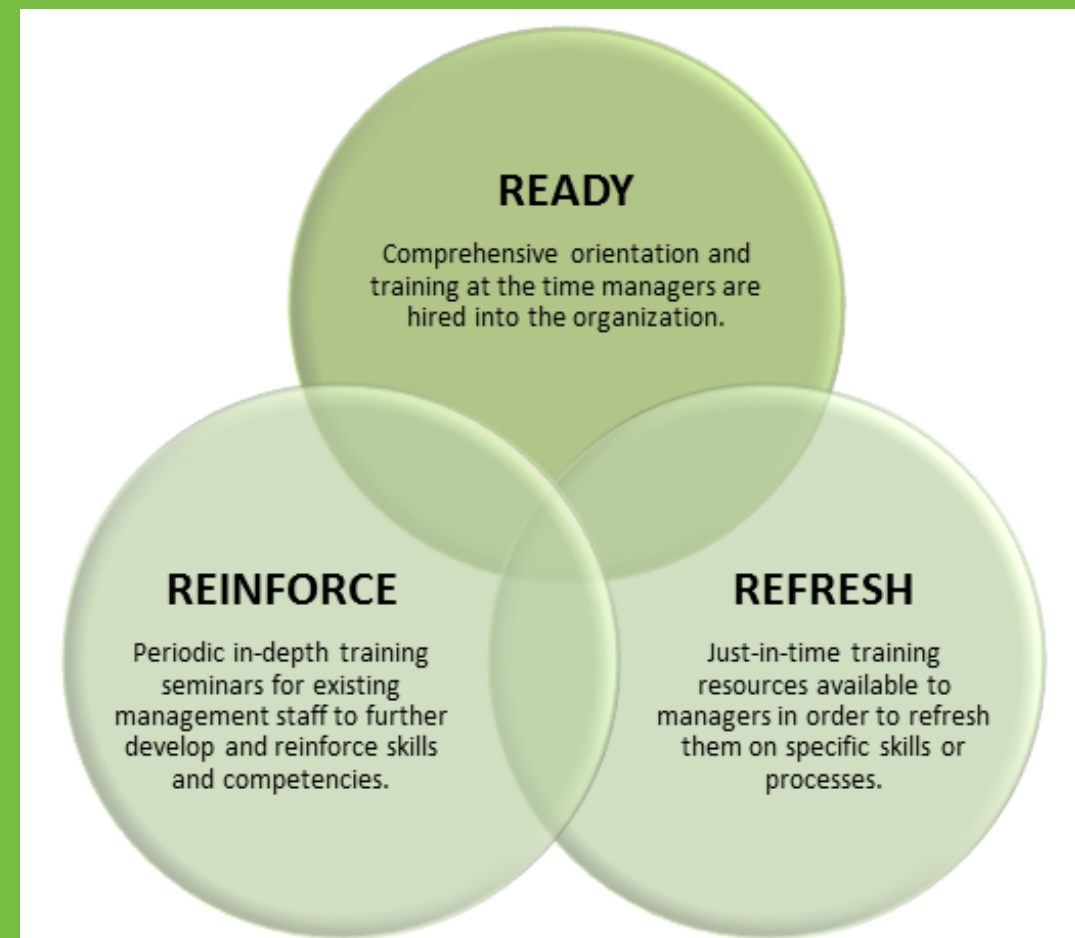 READY
Comprehensive orientation and
training at the time managers are
hired into the organization.
REINFORCE
Periodic in-depth training
seminars for existing
management staff to further
develop and reinforce skills
and competencies.
REFRESH
Just-in-time training
resources available to
managers in order to refresh
them on specific skills or
processes.